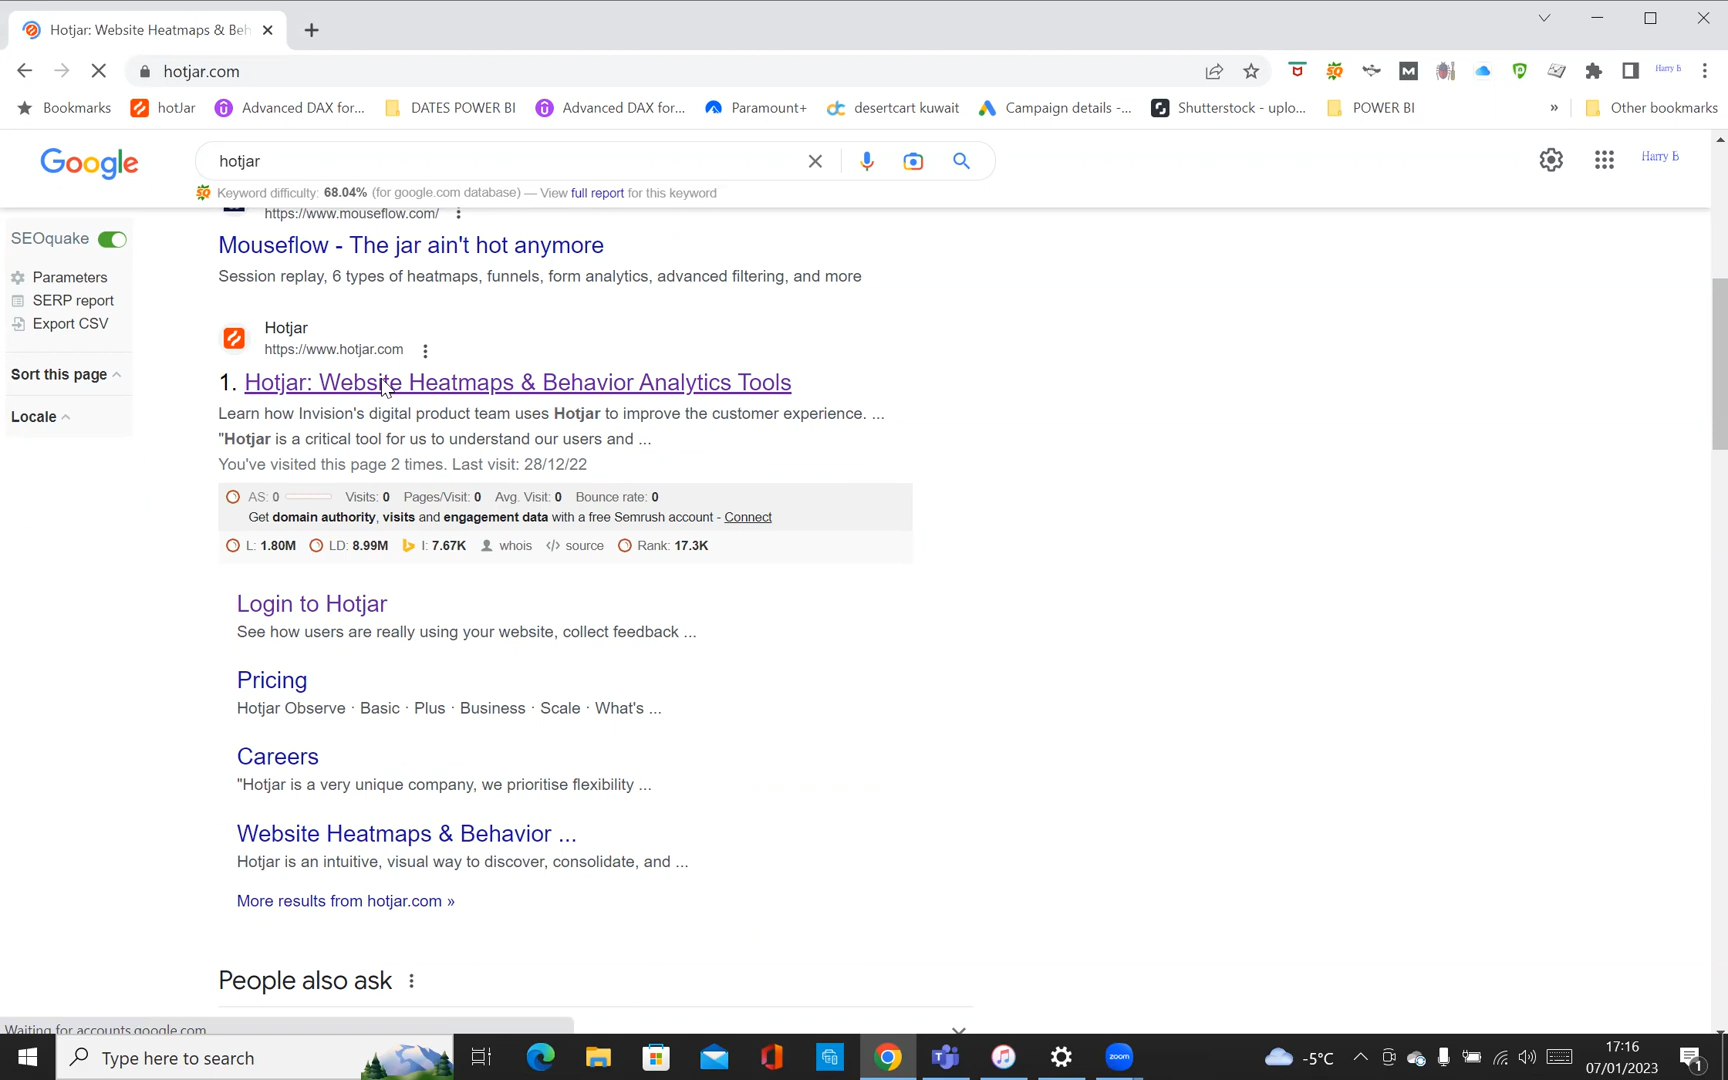 Hotjar: Website Heatmaps & Beh
hotjar.com
Harry B
Bookmarks
hotJar
Advanced DAX for...
DATES POWER BI
Advanced DAX for...
Paramount+
desertcart kuwait
Campaign details -...
Shutterstock - uplo...
POWER BI
»
Other bookmarks
Google
hotjar
Harry B
Keyword difficulty: 68.04% (for google.com database) — View full report for this keyword
SEOquake
Parameters
SERP report
Export CSV
Sort this page
Locale
https://www.mouseflow.com/
Mouseflow - The jar ain't hot anymore
Session replay, 6 types of heatmaps, funnels, form analytics, advanced filtering, and more
Hotjar
https://www.hotjar.com
1. Hotjar: Website Heatmaps & Behavior Analytics Tools
Learn how Invision's digital product team uses Hotjar to improve the customer experience. ...
"Hotjar is a critical tool for us to understand our users and ...
You've visited this page 2 times. Last visit: 28/12/22
AS: 0 Visits: 0 Pages/Visit: 0 Avg. Visit: 0 Bounce rate: 0
Get domain authority, visits and engagement data with a free Semrush account - Connect
L: 1.80M LD: 8.99M I: 7.67K whois </> source Rank: 17.3K
Login to Hotjar
See how users are really using your website, collect feedback ...
Pricing
Hotjar Observe · Basic · Plus · Business · Scale · What's ...
Careers
"Hotjar is a very unique company, we prioritise flexibility ...
Website Heatmaps & Behavior ...
Hotjar is an intuitive, visual way to discover, consolidate, and ...
More results from hotjar.com »
People also ask
Waiting for accounts.google.com
Type here to search
zoom
-5°C
17:16
07/01/2023
1